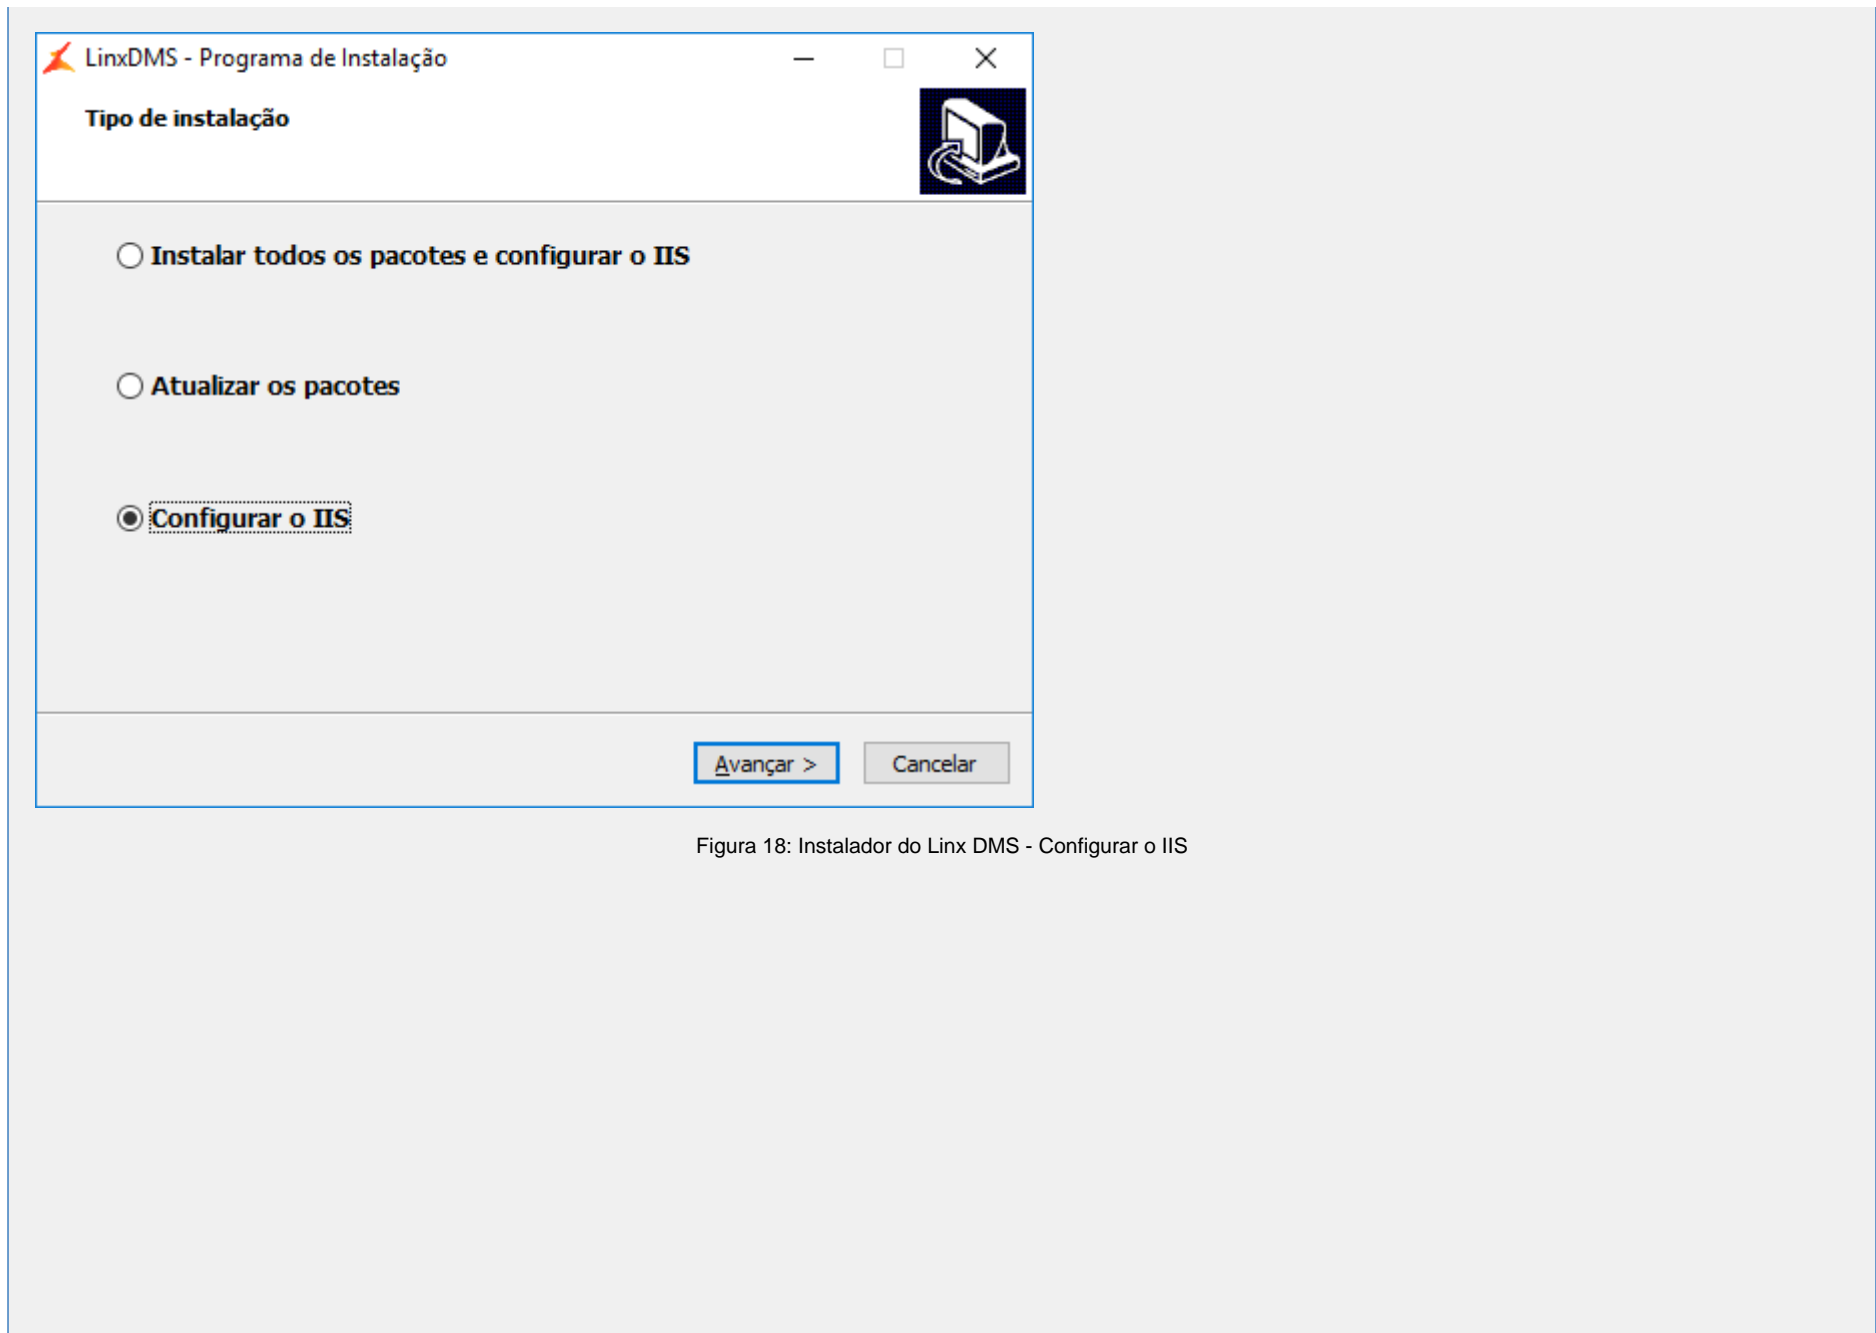 LinxDMS - Programa de Instalação
Tipo de instalação
Instalar todos os pacotes e configurar o IIS
Atualizar os pacotes
Configurar o IIS
Avançar >
Cancelar
Figura 18: Instalador do Linx DMS - Configurar o IIS